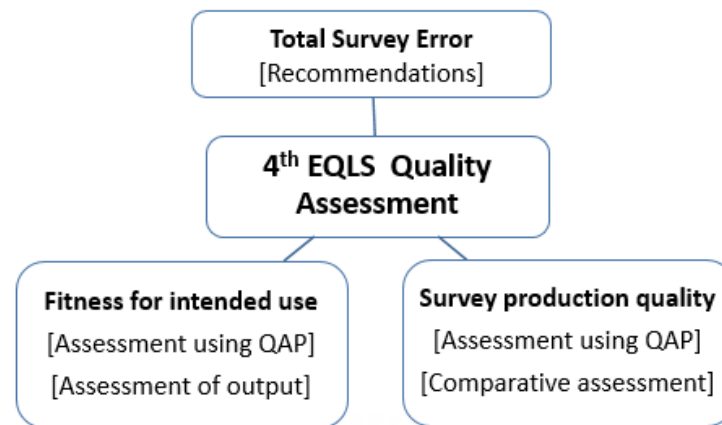 Total Survey Error
[Recommendations]
4th EQLS Quality
Assessment
Fitness for intended use
[Assessment using QAP]
[Assessment of output]
Survey production quality
[Assessment using QAP]
[Comparative assessment]